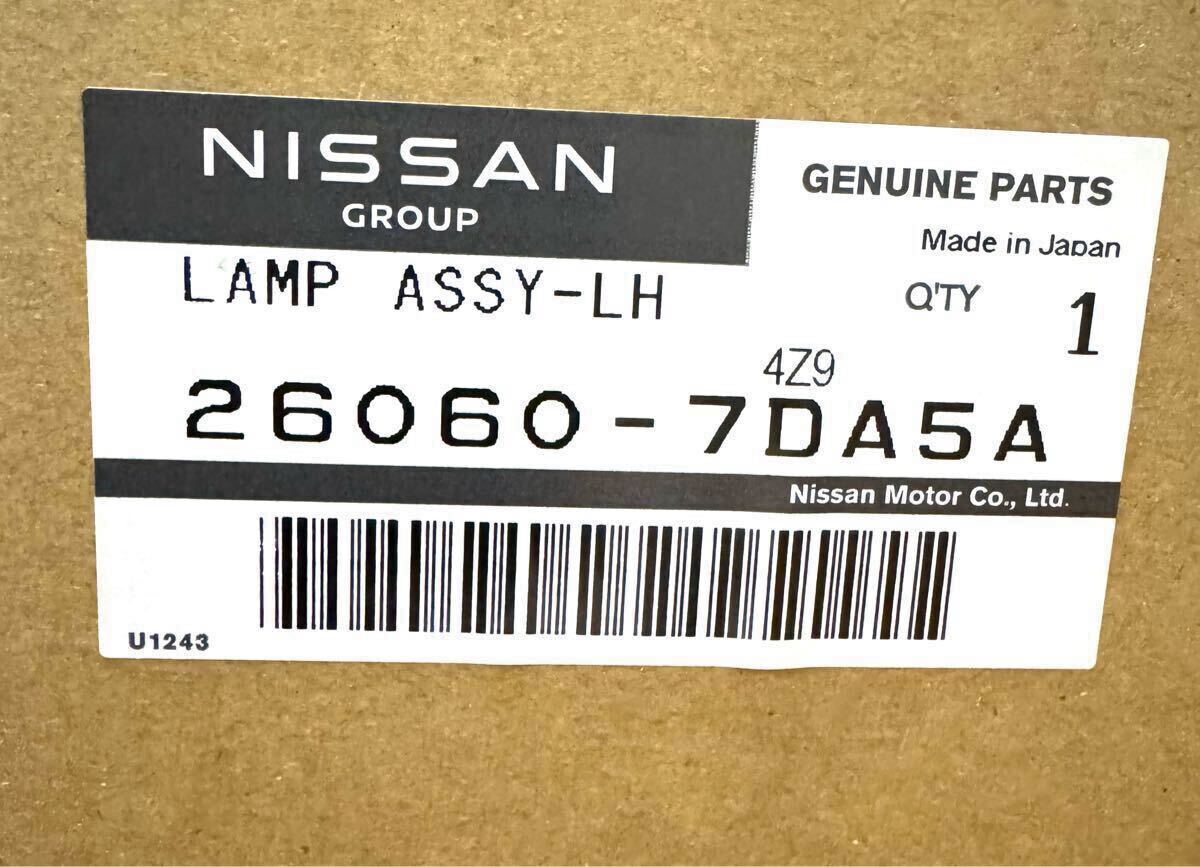 NISSAN
GROUP
GENUINE PARTS
Made in Japan
LAMP ASSY-LH
Q'TY 1
4Z9
26060-7DA5A
Nissan Motor Co., Ltd.
U1243